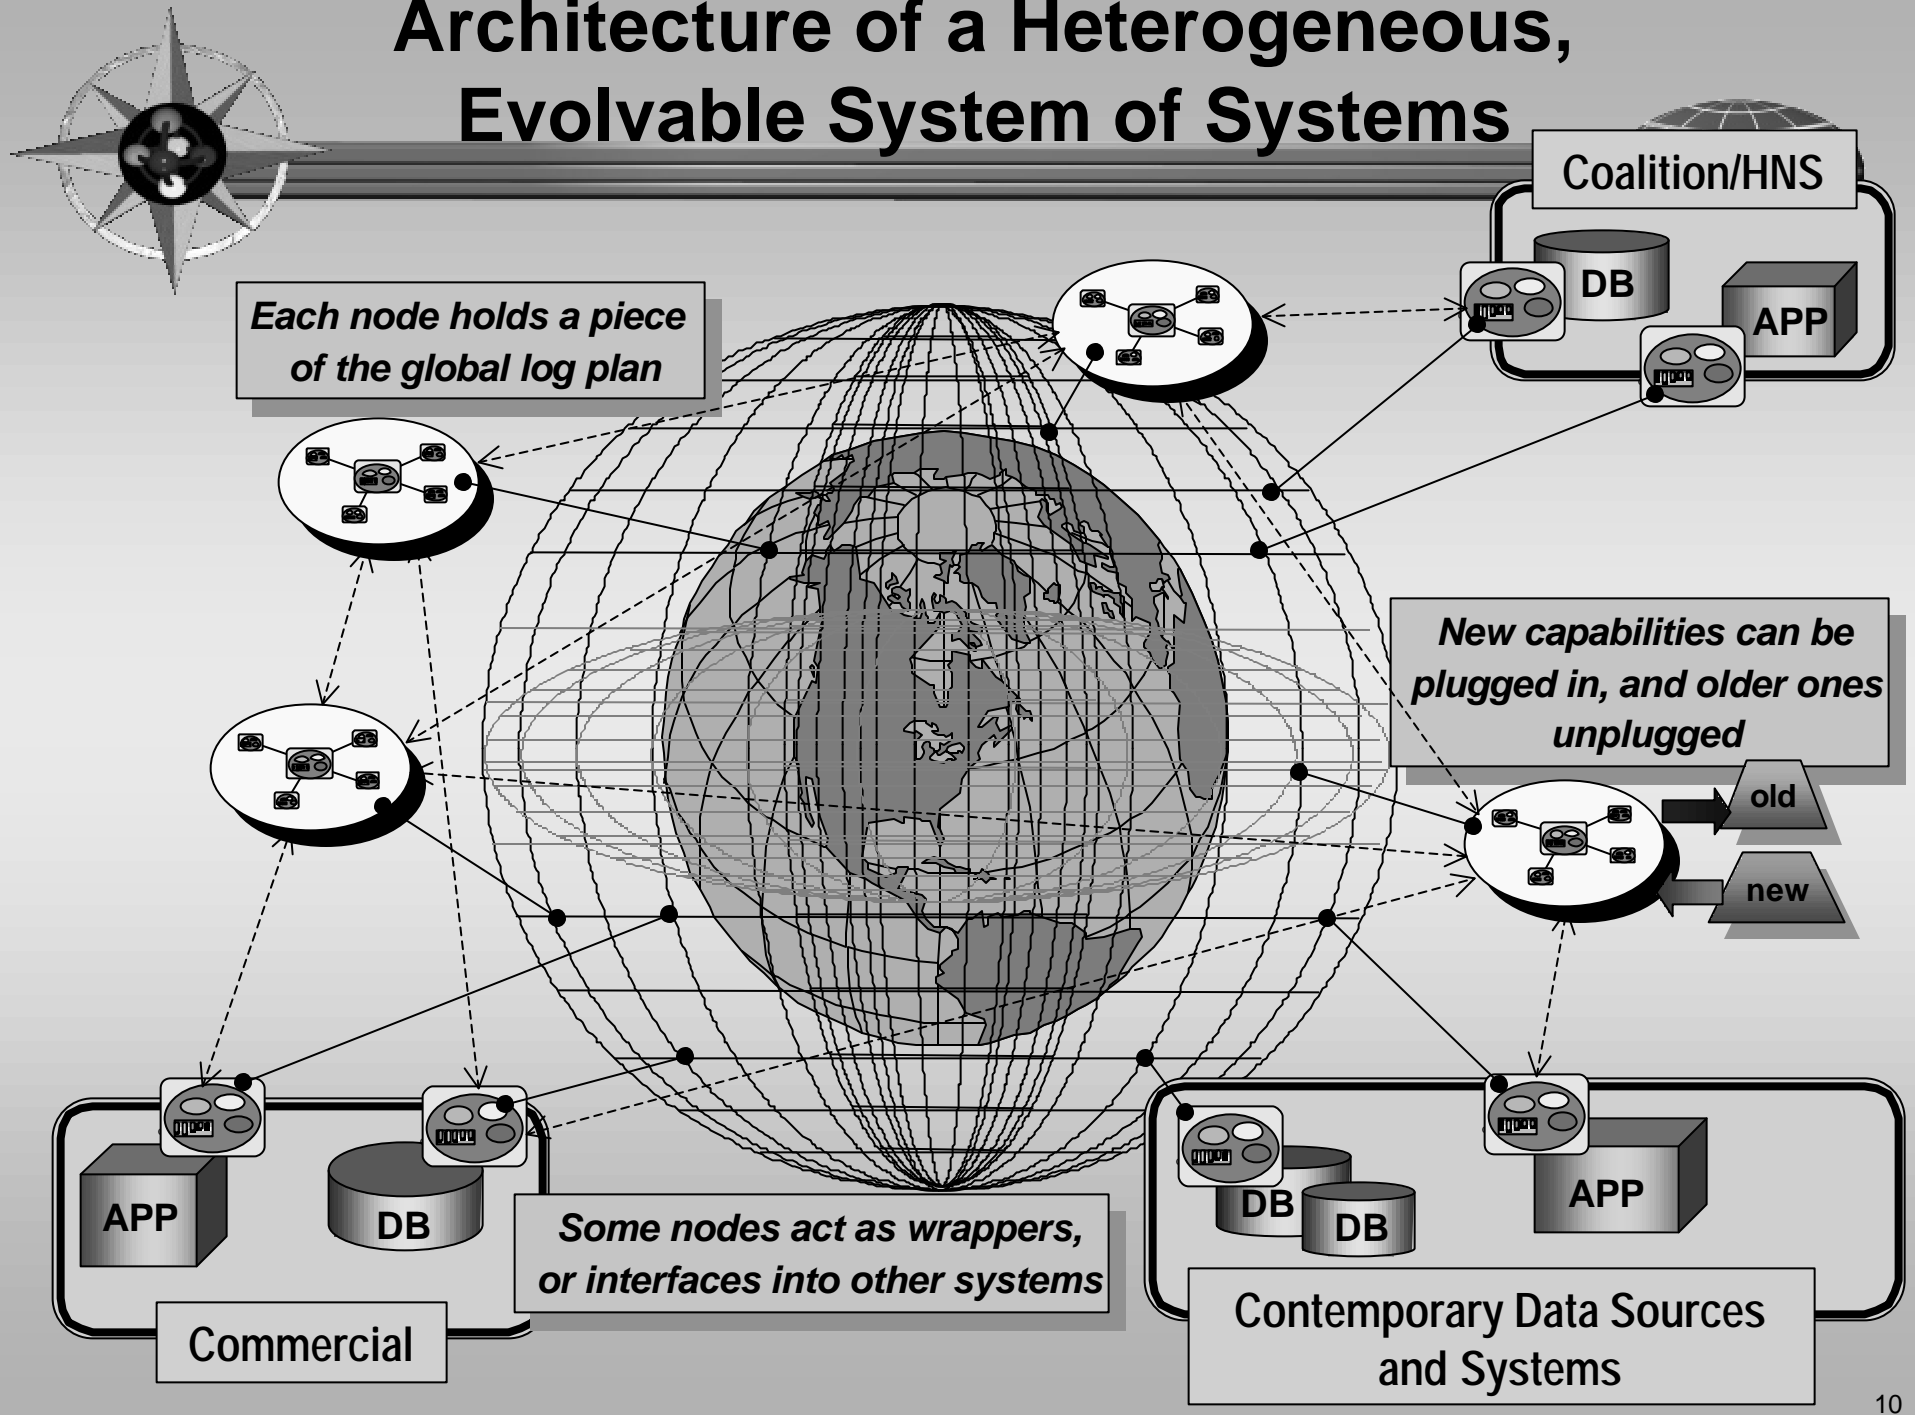 Architecture of a Heterogeneous,
Evolvable System of Systems
Coalition/HNS
DB
APP
Each node holds a piece
of the global log plan
New capabilities can be
plugged in, and older ones
unplugged
old
new
APP
DB
Some nodes act as wrappers,
or interfaces into other systems
DB
DB
APP
Commercial
Contemporary Data Sources
and Systems
10